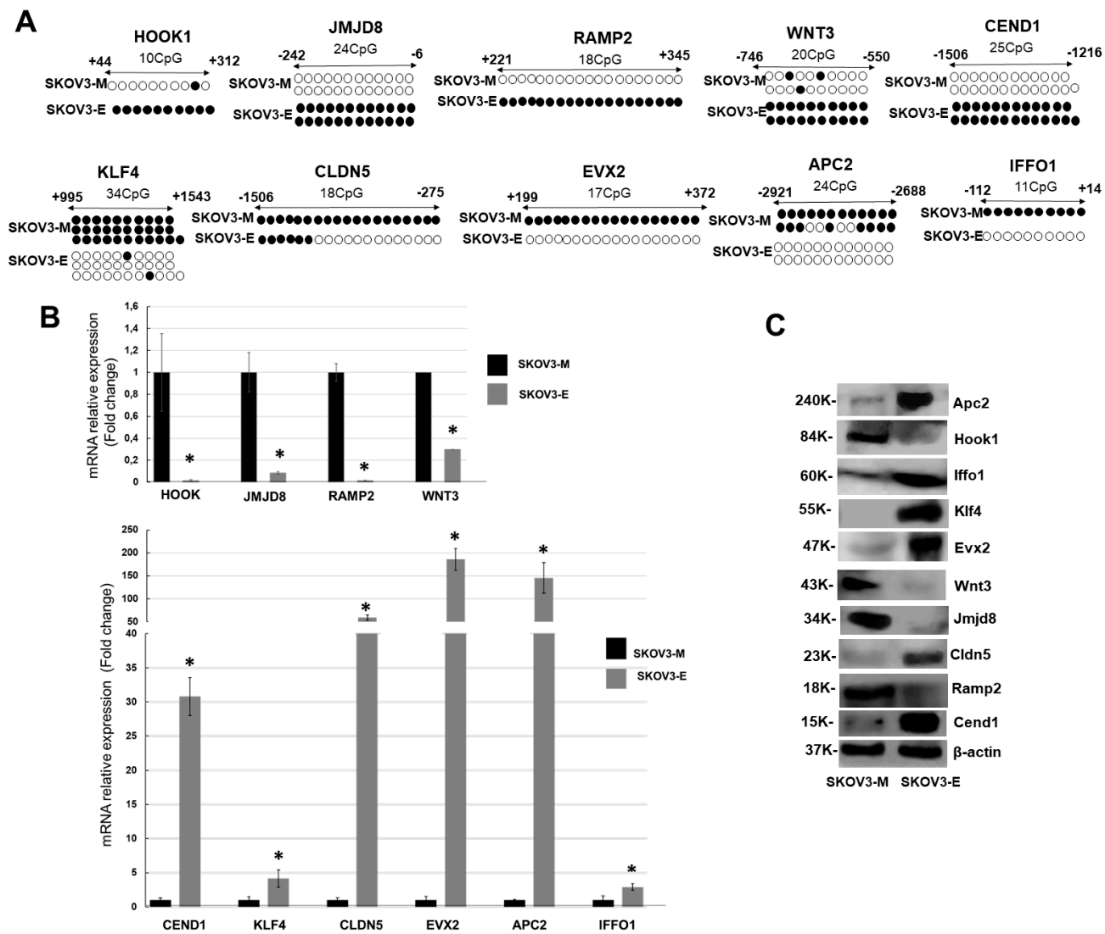 A
HOOK1
+44 10CpG +312
SKOV3-M
SKOV3-E
JMJD8
-242 24CpG -6
RAMP2
+221 18CpG +345
SKOV3-M
SKOV3-E
WNT3
-746 20CpG -550
SKOV3-M
SKOV3-E
CEND1
-1506 25CpG -1216
SKOV3-M
SKOV3-E
KLF4
+995 34CpG +1543
SKOV3-M
SKOV3-E
CLDN5
-1506 18CpG -275
SKOV3-M
SKOV3-E
EVX2
+199 17CpG +372
SKOV3-M
SKOV3-E
APC2
-2921 24CpG -2688
SKOV3-M
SKOV3-E
IFFO1
-112 11CpG +14
SKOV3-M
SKOV3-E
B
mRNA relative expression
(Fold change)
1,6
1,4
1,2
1
0,8
0,6
0,4
0,2
0
* * * *
HOOK JMJD8 RAMP2 WNT3
SKOV3-M
SKOV3-E
mRNA relative expression (Fold change)
250
200
150
100
50
40
35
30
25
20
15
10
5
0
* * * * * *
CEND1 KLF4 CLDN5 EVX2 APC2 IFFO1
SKOV3-M
SKOV3-E
C
240K- Apc2
84K- Hook1
60K- Iffo1
55K- Klf4
47K- Evx2
43K- Wnt3
34K- Jmjd8
23K- Cldn5
18K- Ramp2
15K- Cend1
37K- β-actin
SKOV3-M SKOV3-E